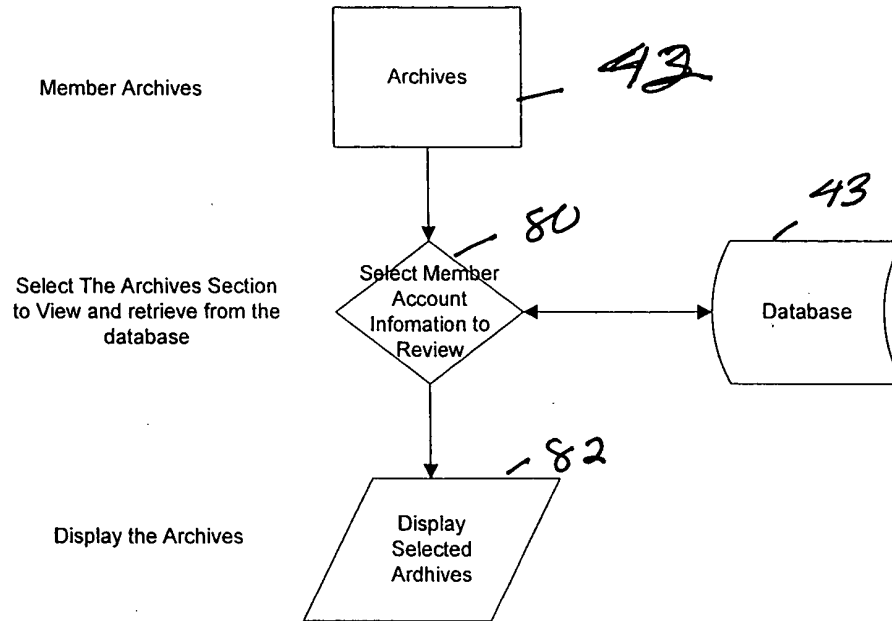 Member Archives
Archives
42
43
80
Select The Archives Section
to View and retrieve from the
database
Select Member
Account
Infomation to
Review
Database
82
Display the Archives
Display
Selected
Ardhives